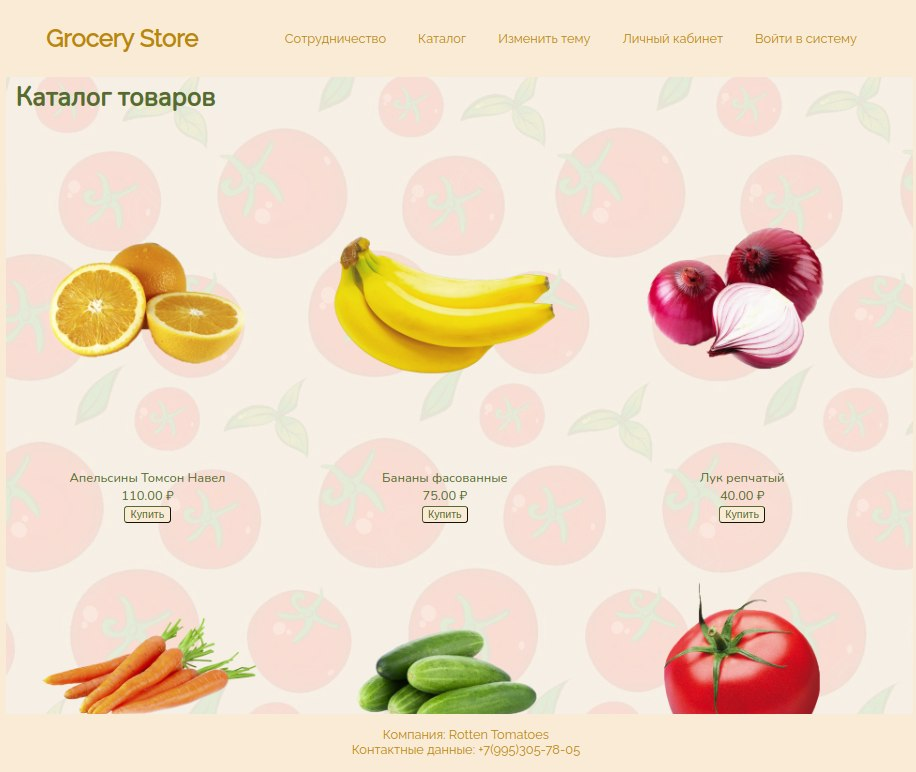 Grocery Store
Сотрудничество Каталог Изменить тему Личный кабинет Войти в систему
Каталог товаров
Апельсины Томсон Навел Бананы фасованные Лук репчатый
110.00 ₽ 75.00 ₽ 40.00 ₽
Купить Купить Купить
Компания: Rotten Tomatoes
Контактные данные: +7(995)305-78-05